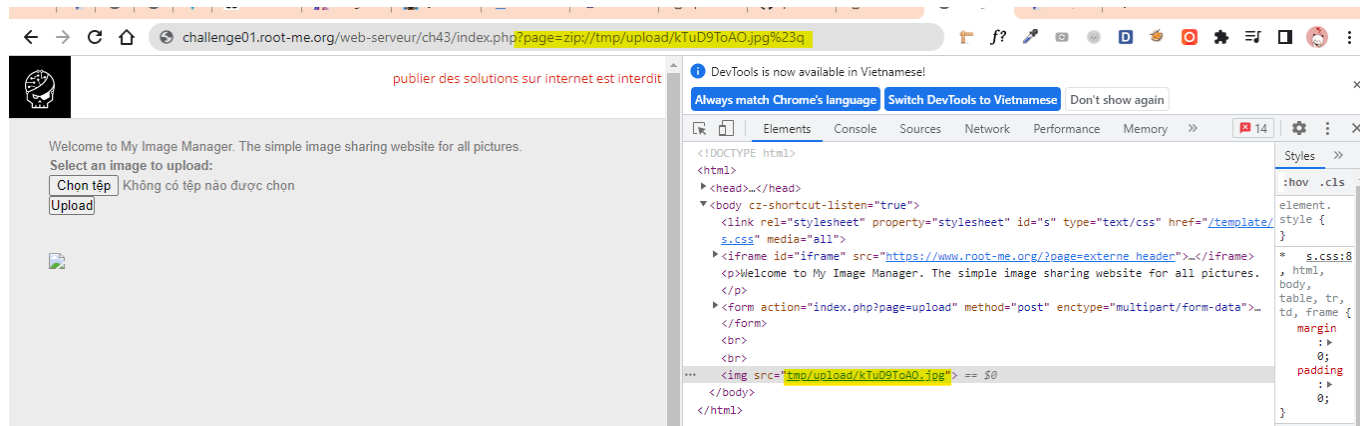 challenge01.root-me.org/web-serveur/ch43/index.php?page=zip://tmp/upload/kTuD9ToAO.jpg%23q
f?
D
publier des solutions sur internet est interdit
Welcome to My Image Manager. The simple image sharing website for all pictures.
Select an image to upload:
Chọn tệp Không có tệp nào được chọn
Upload
DevTools is now available in Vietnamese!
Always match Chrome's language Switch DevTools to Vietnamese Don't show again
Elements Console Sources Network Performance Memory » 14
<!DOCTYPE html>
<html>
<head>…</head>
<body cz-shortcut-listen="true">
<link rel="stylesheet" property="stylesheet" id="s" type="text/css" href="/template/
s.css" media="all">
<iframe id="iframe" src="https://www.root-me.org/?page=externe_header">…</iframe>
<p>Welcome to My Image Manager. The simple image sharing website for all pictures.
</p>
<form action="index.php?page=upload" method="post" enctype="multipart/form-data">…
</form>
<br>
<br>
… <img src="tmp/upload/kTuD9ToAO.jpg"> == $0
</body>
</html>
Styles »
:hov .cls
element.
style {
}
* s.css:8
, html,
body,
table, tr,
td, frame {
margin
:
0;
padding
:
0;
}